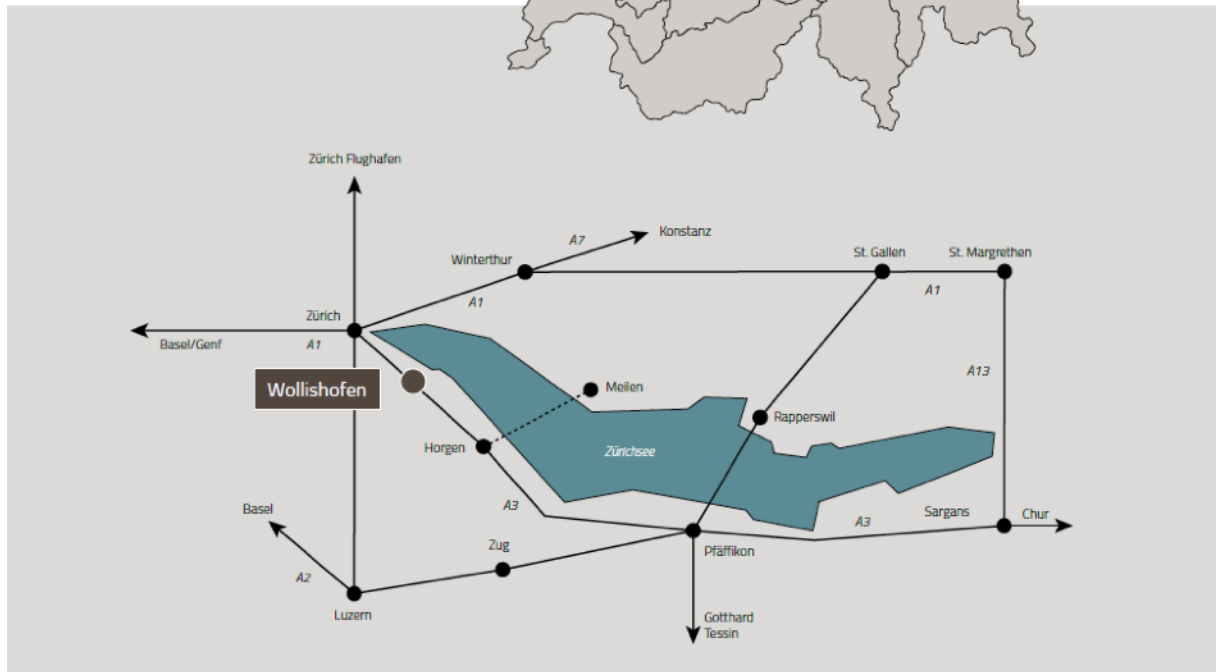 Zürich Flughafen
A7
Konstanz
Winterthur
St. Gallen
St. Margrethen
A1
A1
Zürich
Basel/Genf
A1
Wollishofen
A13
Meilen
Rapperswil
Horgen
Zürichsee
A3
Basel
A3
Sargans
Chur
Zug
Pfäffikon
A2
Luzern
Gotthard
Tessin